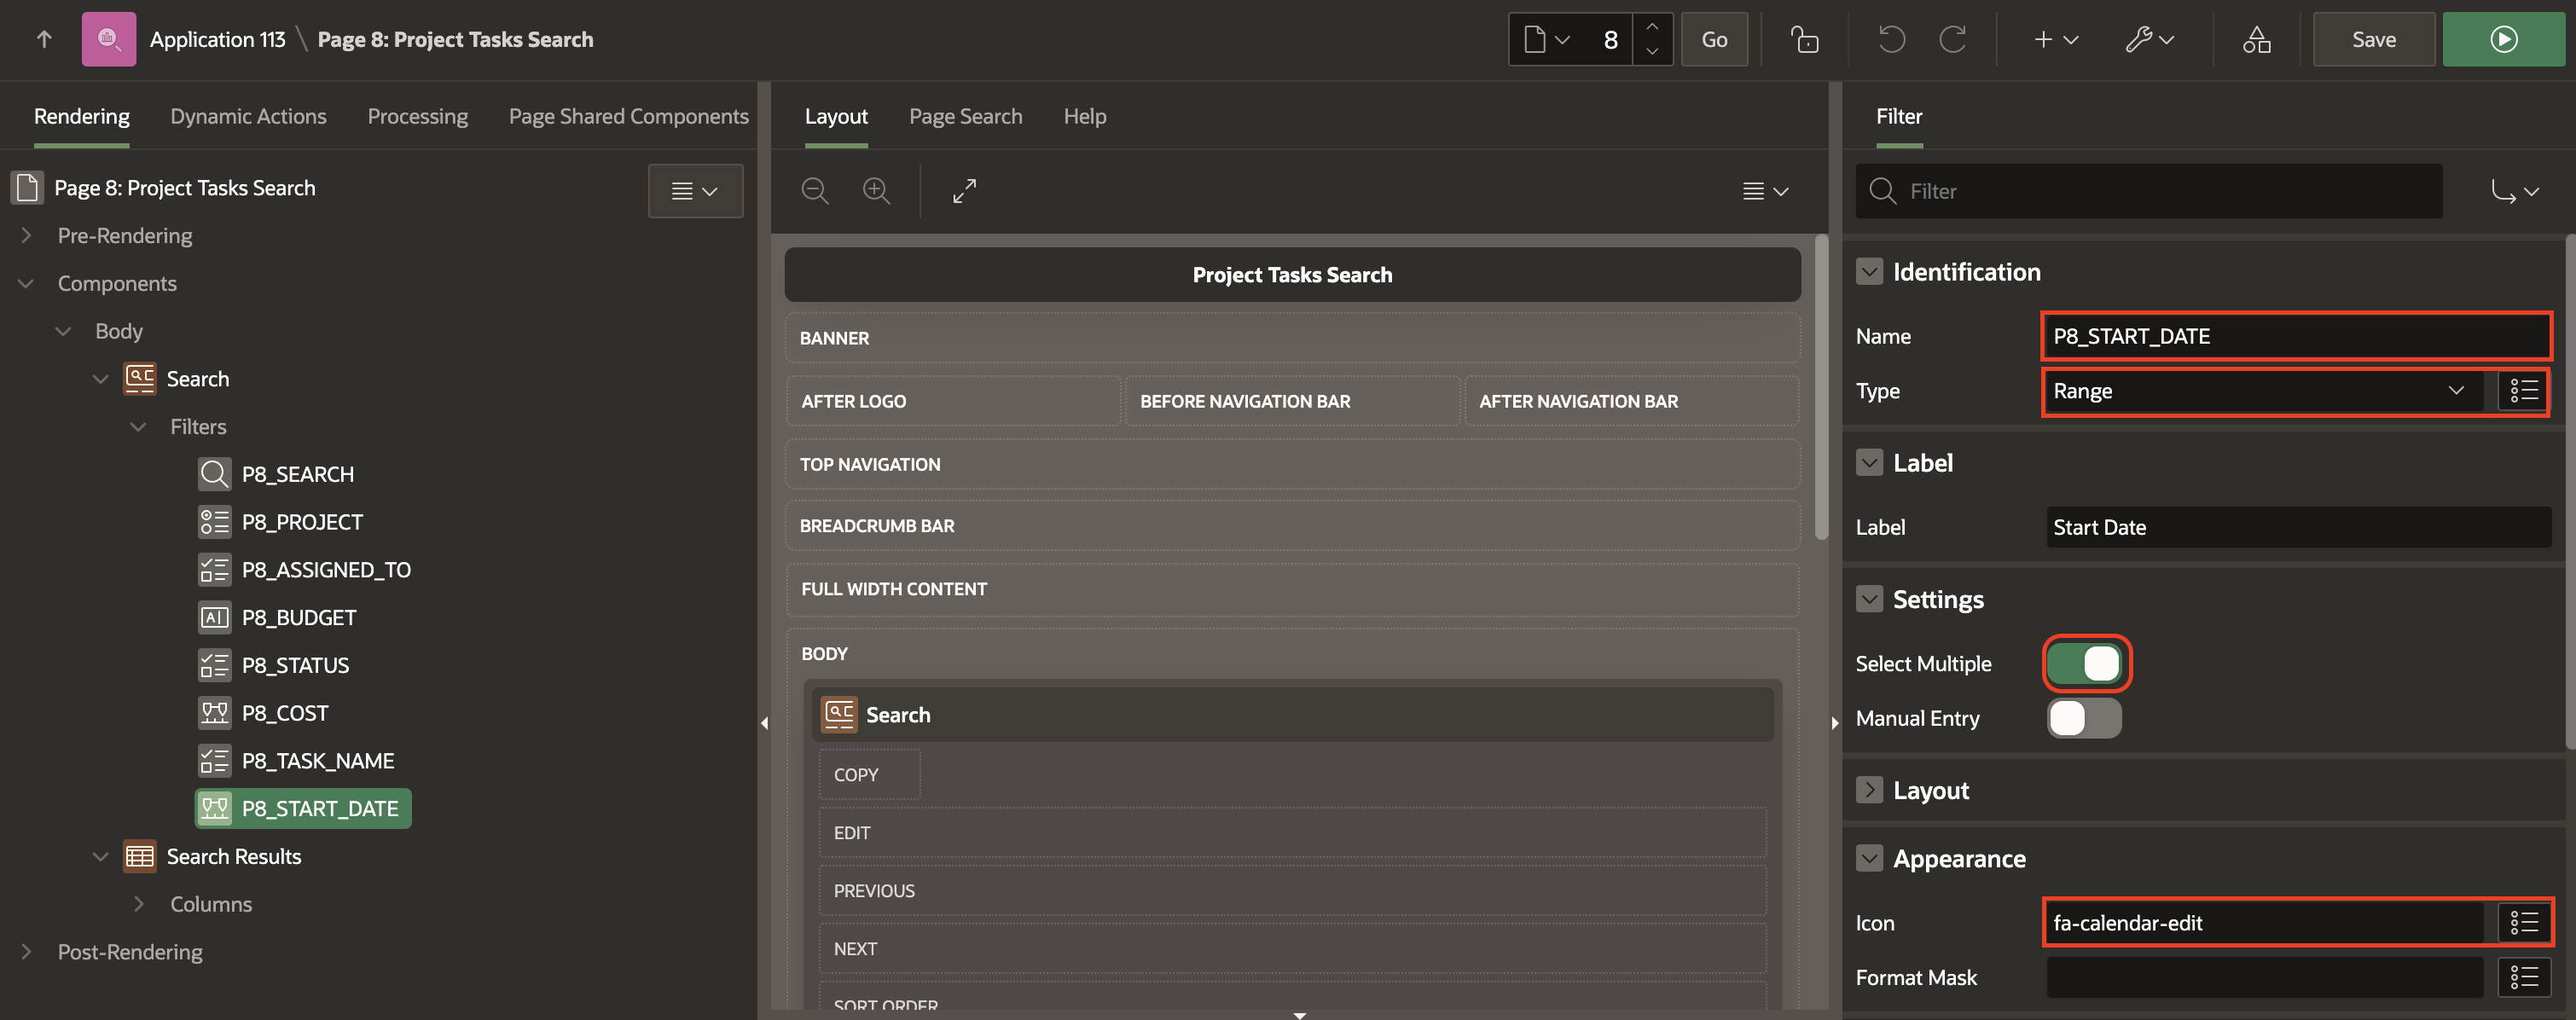 Application 113 \ Page 8: Project Tasks Search
8
Go
Save
Rendering
Dynamic Actions
Processing
Page Shared Components
Page 8: Project Tasks Search
Pre-Rendering
Components
Body
Search
Filters
P8_SEARCH
P8_PROJECT
P8_ASSIGNED_TO
P8_BUDGET
P8_STATUS
P8_COST
P8_TASK_NAME
P8_START_DATE
Search Results
Columns
Post-Rendering
Layout
Page Search
Help
Project Tasks Search
BANNER
AFTER LOGO
BEFORE NAVIGATION BAR
AFTER NAVIGATION BAR
TOP NAVIGATION
BREADCRUMB BAR
FULL WIDTH CONTENT
BODY
Search
COPY
EDIT
PREVIOUS
NEXT
SORT ORDER
Filter
Filter
Identification
Name
P8_START_DATE
Type
Range
Label
Label
Start Date
Settings
Select Multiple
Manual Entry
Layout
Appearance
Icon
fa-calendar-edit
Format Mask